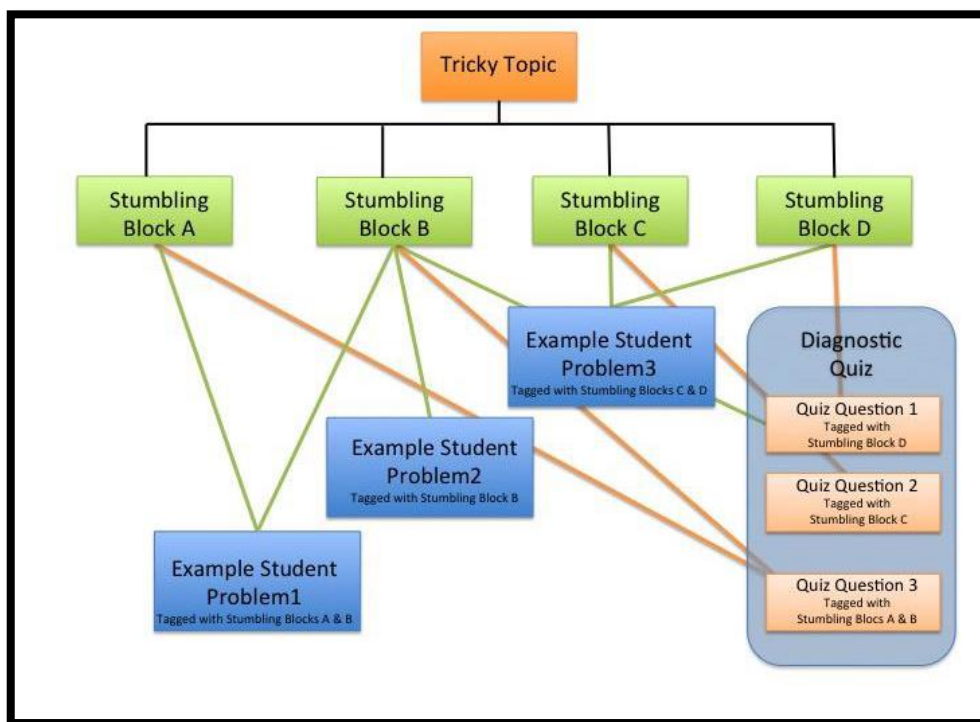 Tricky Topic
Stumbling
Block A
Stumbling
Block B
Stumbling
Block C
Stumbling
Block D
Example Student
Problem3
Tagged with Stumbling Blocks C & D
Diagnostic
Quiz
Quiz Question 1
Tagged with
Stumbling Block D
Example Student
Problem2
Tagged with Stumbling Block B
Quiz Question 2
Tagged with
Stumbling Block C
Example Student
Problem1
Tagged with Stumbling Blocks A & B
Quiz Question 3
Tagged with
Stumbling Blocs A & B